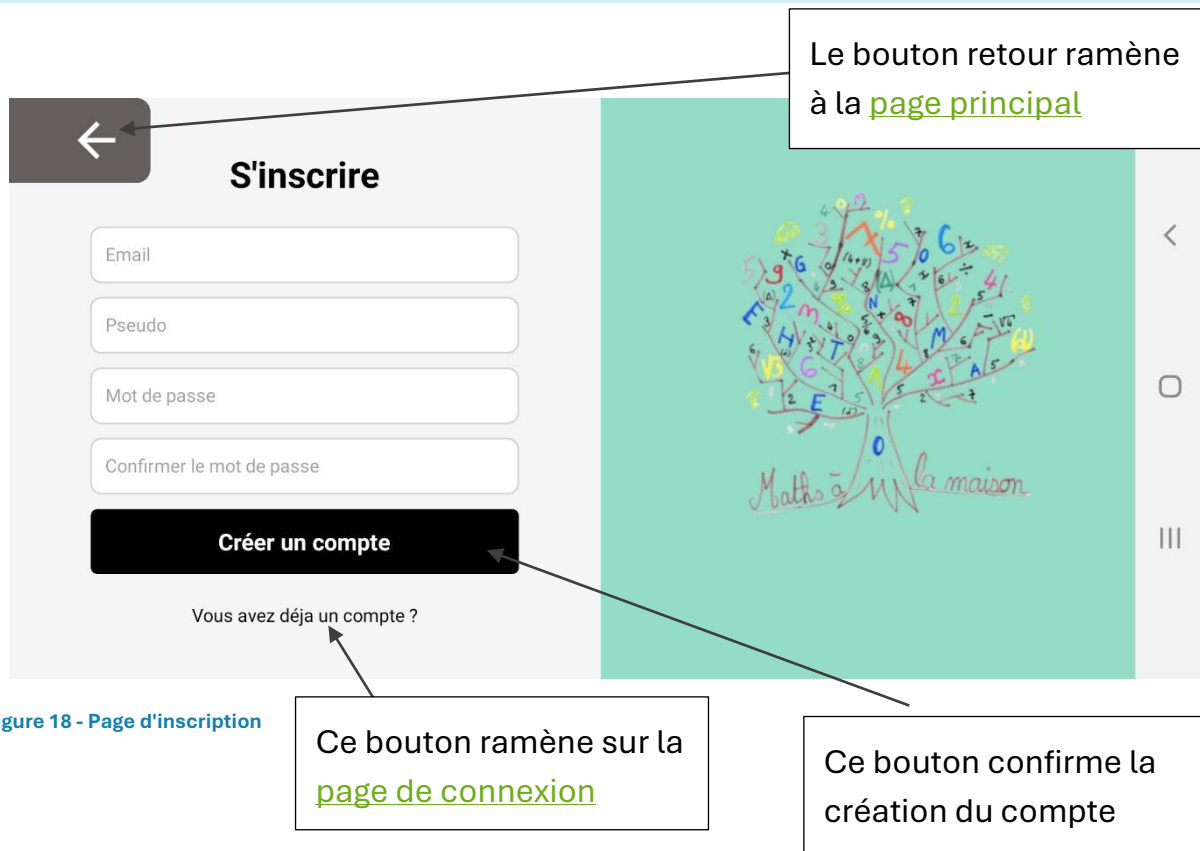 Le bouton retour ramène
à la page principal
S'inscrire
Email
Pseudo
Mot de passe
Confirmer le mot de passe
Créer un compte
Vous avez déja un compte ?
Maths à la maison
igure 18 - Page d'inscription
Ce bouton ramène sur la
page de connexion
Ce bouton confirme la
création du compte